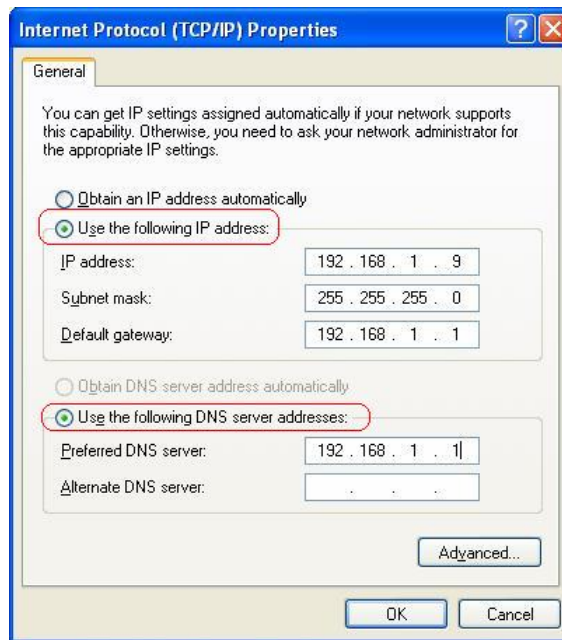 Internet Protocol (TCP/IP) Properties
General
You can get IP settings assigned automatically if your network supports
this capability. Otherwise, you need to ask your network administrator for
the appropriate IP settings.
Obtain an IP address automatically
Use the following IP address:
IP address: 192 . 168 . 1 . 9
Subnet mask: 255 . 255 . 255 . 0
Default gateway: 192 . 168 . 1 . 1
Obtain DNS server address automatically
Use the following DNS server addresses:
Preferred DNS server: 192 . 168 . 1 . 1
Alternate DNS server: . . .
Advanced...
OK Cancel